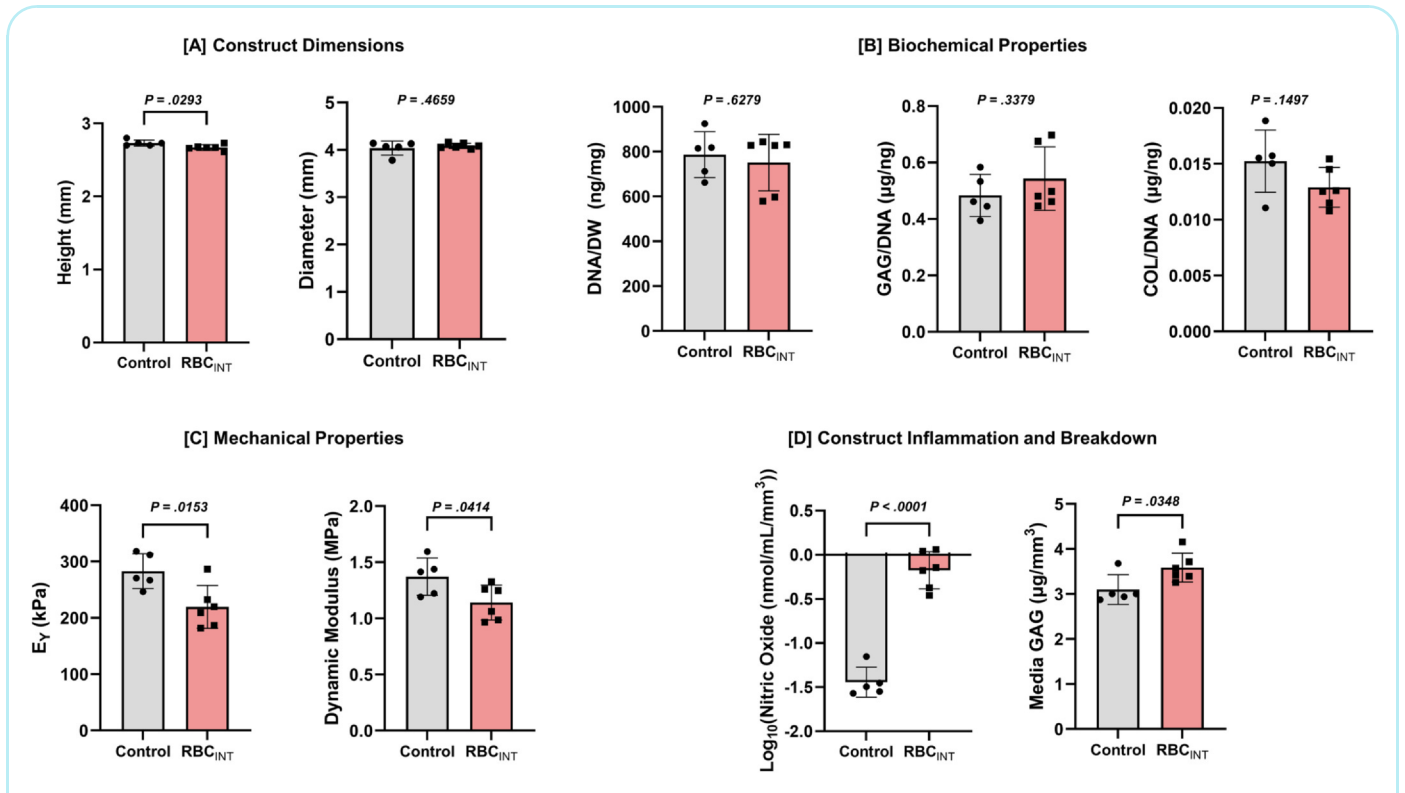 [A] Construct Dimensions
[B] Biochemical Properties
P = .0293
Height (mm)
3
2
1
0
Control
RBC_INT
P = .4659
Diameter (mm)
5
4
3
2
1
0
Control
RBC_INT
P = .6279
DNA/DW (ng/mg)
1000
800
600
400
200
0
Control
RBC_INT
P = .3379
GAG/DNA (µg/ng)
0.8
0.6
0.4
0.2
0.0
Control
RBC_INT
P = .1497
COL/DNA (µg/ng)
0.020
0.015
0.010
0.005
0.000
Control
RBC_INT
[C] Mechanical Properties
[D] Construct Inflammation and Breakdown
P = .0153
E_Y (kPa)
400
300
200
100
0
Control
RBC_INT
P = .0414
Dynamic Modulus (MPa)
2.0
1.5
1.0
0.5
0.0
Control
RBC_INT
P < .0001
Log₁₀(Nitric Oxide (nmol/mL/mm³))
0.5
0.0
-0.5
-1.0
-1.5
-2.0
Control
RBC_INT
P = .0348
Media GAG (µg/mm³)
5
4
3
2
1
0
Control
RBC_INT